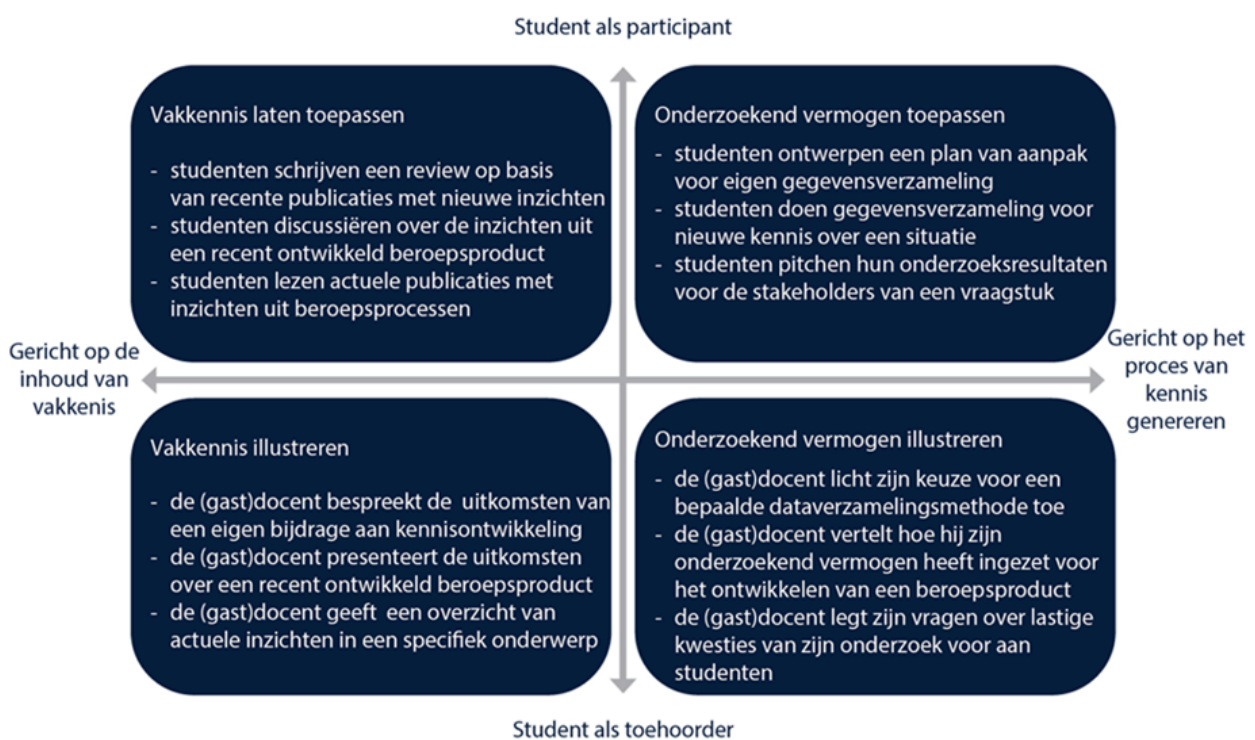 Student als participant
Vakkennis laten toepassen
- studenten schrijven een review op basis
van recente publicaties met nieuwe inzichten
- studenten discussiëren over de inzichten uit
een recent ontwikkeld beroepsproduct
- studenten lezen actuele publicaties met
inzichten uit beroepsprocessen
Onderzoekend vermogen toepassen
- studenten ontwerpen een plan van aanpak
voor eigen gegevensverzameling
- studenten doen gegevensverzameling voor
nieuwe kennis over een situatie
- studenten pitchen hun onderzoeksresultaten
voor de stakeholders van een vraagstuk
Gericht op de
inhoud van
vakkenis
Gericht op het
proces van
kennis
genereren
Vakkennis illustreren
- de (gast)docent bespreekt de uitkomsten van
een eigen bijdrage aan kennisontwikkeling
- de (gast)docent presenteert de uitkomsten
over een recent ontwikkeld beroepsproduct
- de (gast)docent geeft een overzicht van
actuele inzichten in een specifiek onderwerp
Onderzoekend vermogen illustreren
- de (gast)docent licht zijn keuze voor een
bepaalde dataverzamelingsmethode toe
- de (gast)docent vertelt hoe hij zijn
onderzoekend vermogen heeft ingezet voor
het ontwikkelen van een beroepsproduct
- de (gast)docent legt zijn vragen over lastige
kwesties van zijn onderzoek voor aan
studenten
Student als toehoorder